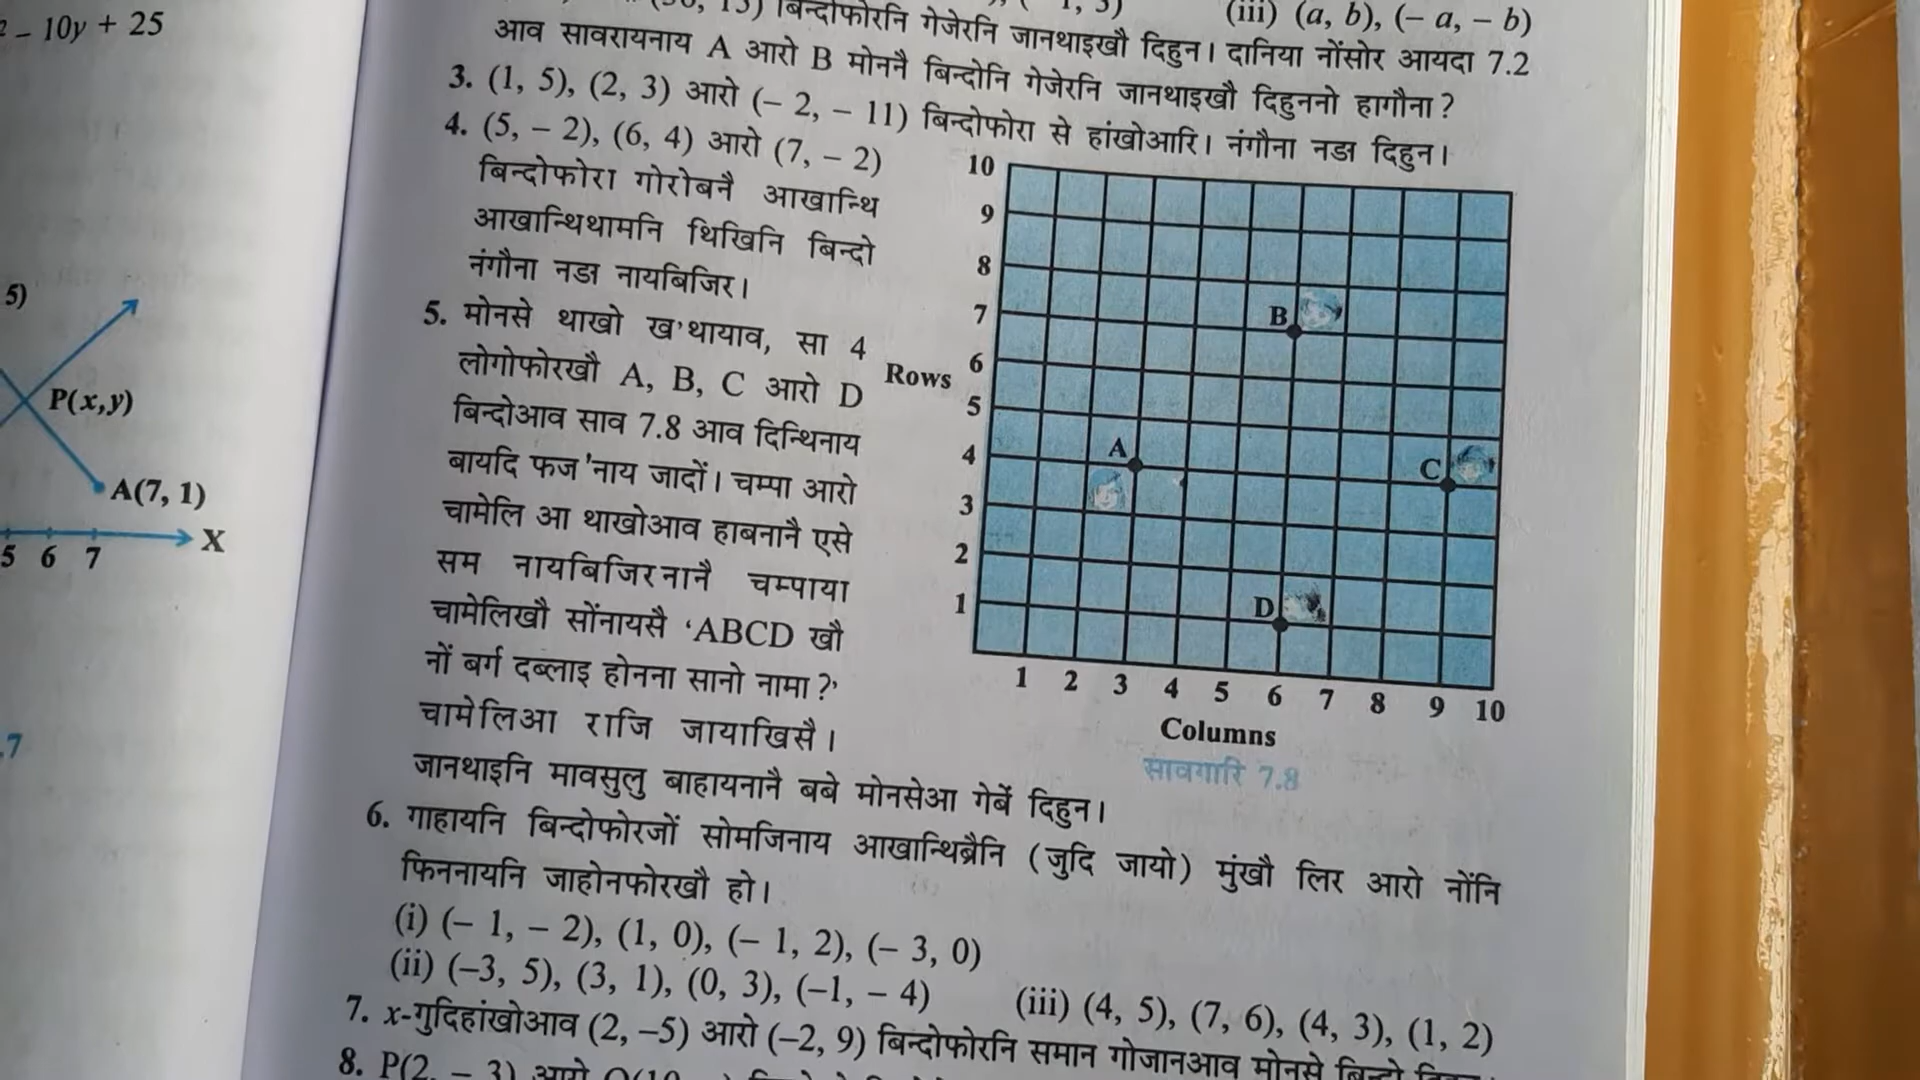 – 10y + 25
5)
P(x,y)
A(7, 1)
X
5 6 7
.7
बिन्दोफोरनि गेजेरनि जानथाइखौ दिहुन। दानिया नोंसोर आयदा 7.2
(iii) (a, b), (– a, – b)
आव सावरायनाय A आरो B मोननै बिन्दोनि गेजेरनि जानथाइखौ दिहुननो हागौना ?
3. (1, 5), (2, 3) आरो (– 2, – 11) बिन्दोफोरा से हांखोआरि। नंगौना नङा दिहुन।
4. (5, – 2), (6, 4) आरो (7, – 2)
बिन्दोफोरा गोरोबनै आखान्थि
आखान्थिथामनि थिखिनि बिन्दो
नंगौना नङा नायबिजिर।
5. मोनसे थाखो ख'थायाव, सा 4
लोगोफोरखौ A, B, C आरो D
बिन्दोआव साव 7.8 आव दिन्थिनाय
बायदि फज'नाय जादों। चम्पा आरो
चामेलि आ थाखोआव हाबनानै एसे
सम नायबिजिरनानै चम्पाया
चामेलिखौ सोंनायसै ‘ABCD खौ
नों बर्ग दब्लाइ होनना सानो नामा ?’
चामेलिआ राजि जायाखिसै।
जानथाइनि मावसुलु बाहायनानै बबे मोनसेआ गेबें दिहुन।
10
9
8
7
6
5
4
3
2
1
Rows
A
B
C
D
1 2 3 4 5 6 7 8 9 10
Columns
सावगारि 7.8
6. गाहायनि बिन्दोफोरजों सोमजिनाय आखान्थिब्रैनि (जुदि जायो) मुंखौ लिर आरो नोंनि
फिननायनि जाहोनफोरखौ हो।
(i) (– 1, – 2), (1, 0), (– 1, 2), (– 3, 0)
(ii) (–3, 5), (3, 1), (0, 3), (–1, – 4)
(iii) (4, 5), (7, 6), (4, 3), (1, 2)
7. x-गुदिहांखोआव (2, –5) आरो (–2, 9) बिन्दोफोरनि समान गोजानआव मोनसे बिन्दो
8. P(2, – 3) आरो